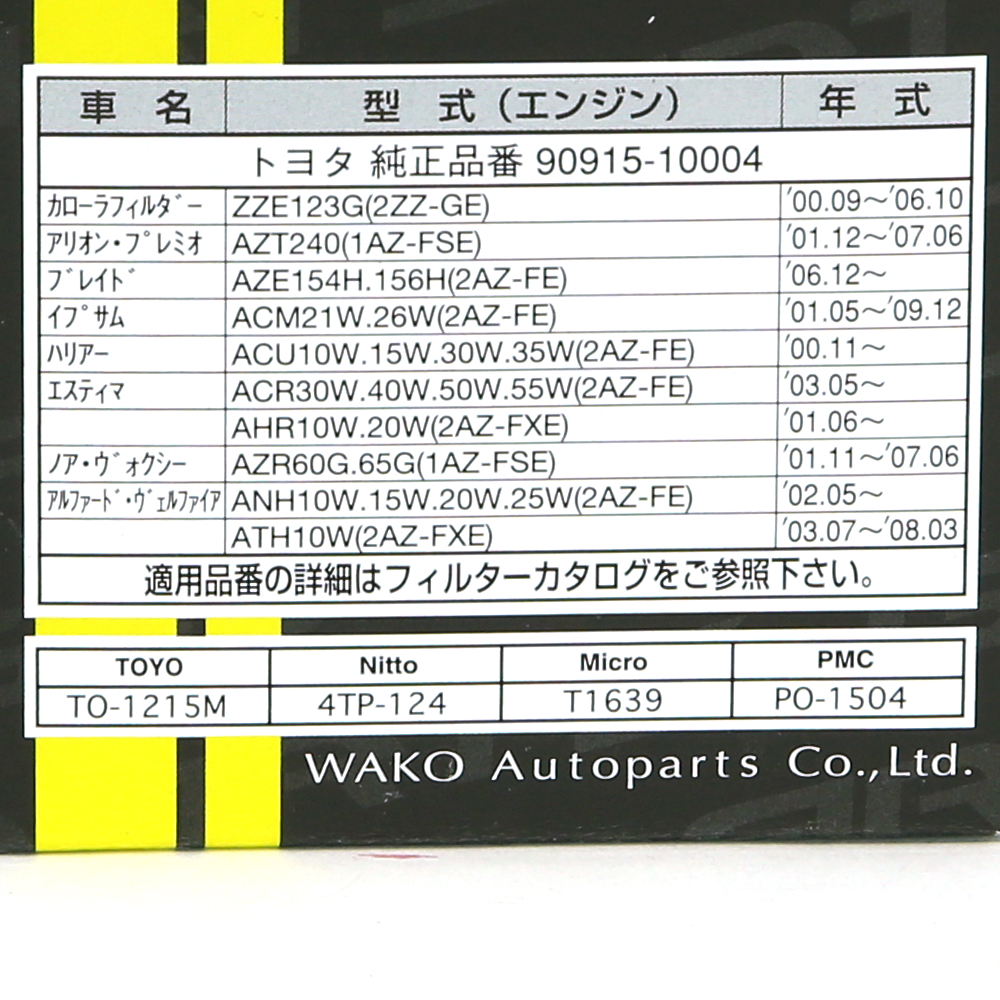 車 名 型 式 (エンジン) 年 式
トヨタ 純正品番 90915-10004
ｶﾛｰﾗﾌｨﾙﾀﾞｰ ZZE123G(2ZZ-GE) '00.09～'06.10
ｱﾘｵﾝ･ﾌﾟﾚﾐｵ AZT240(1AZ-FSE) '01.12～'07.06
ﾌﾞﾚｲﾄﾞ AZE154H.156H(2AZ-FE) '06.12～
ｲﾌﾟｻﾑ ACM21W.26W(2AZ-FE) '01.05～'09.12
ﾊﾘｱｰ ACU10W.15W.30W.35W(2AZ-FE) '00.11～
ｴｽﾃｨﾏ ACR30W.40W.50W.55W(2AZ-FE) '03.05～
AHR10W.20W(2AZ-FXE) '01.06～
ﾉｱ･ｳﾞｫｸｼｰ AZR60G.65G(1AZ-FSE) '01.11～'07.06
ｱﾙﾌｧｰﾄﾞ･ｳﾞｪﾙﾌｧｲｱ ANH10W.15W.20W.25W(2AZ-FE) '02.05～
ATH10W(2AZ-FXE) '03.07～'08.03
適用品番の詳細はフィルターカタログをご参照下さい。
TOYO Nitto Micro PMC
TO-1215M 4TP-124 T1639 PO-1504
WAKO Autoparts Co.,Ltd.